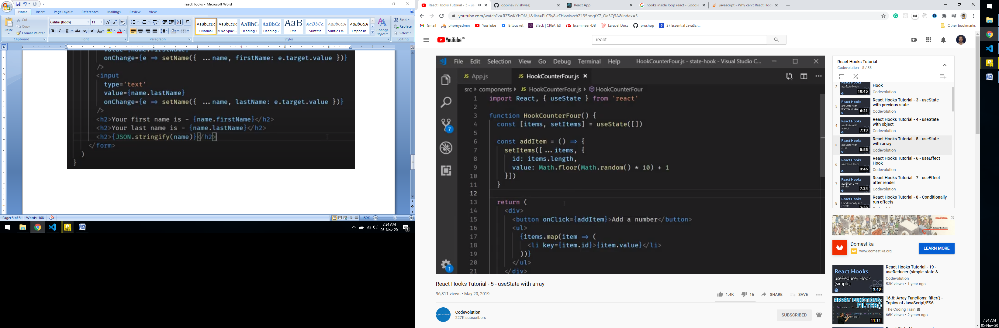 reactHooks - Microsoft Word
Home Insert Page Layout References Mailings Review View
Paste
Cut
Copy
Format Painter
Clipboard
Calibri (Body) 11
Font
Paragraph
AaBbCcDc AaBbCcDc AaBbC AaBbCc AaB AaBbCc. AaBbCcDc AaBbCcDc
¶ Normal ¶ No Spaci... Heading 1 Heading 2 Title Subtitle Subtle Em... Emphasis
Change Styles
Styles
Find
Replace
Select
Editing
value={name.firstName}
onChange={e => setName({ ...name, firstName: e.target.value })}
/>
<input
type='text'
value={name.lastName}
onChange={e => setName({ ...name, lastName: e.target.value })}
/>
<h2>Your first name is - {name.firstName}</h2>
<h2>Your last name is - {name.lastName}</h2>
<h2>{JSON.stringify(name)}</h2>
</form>
)
}
Page: 3 of 3 Words: 108 150%
7:34 AM
05-Nov-20
React Hooks Tutorial - 5 - us
gopinav (Vishwas)
React App
hooks inside loop react - Google
javascript - Why can't React Hoo
youtube.com/watch?v=RZ5wKYbOM_I&list=PLC3y8-rFHvwisvxhZ135pogtX7_Oe3Q3A&index=5
Gmail phpmyadmin YouTube Bitbucket Slack | CREATES Examineer-DB Laravel Docs proshop 37 Essential JavaScr... Other bookmarks
YouTube IN
react
File Edit Selection View Go Debug Terminal Help HookCounterFour.js - state-hook - Visual Studio C...
JS App.js JS HookCounterFour.js
src components JS HookCounterFour.js HookCounterFour
1 import React, { useState } from 'react'
2
3 function HookCounterFour() {
4 const [items, setItems] = useState([])
5
6 const addItem = () => {
7 setItems([ ...items, {
8 id: items.length,
9 value: Math.floor(Math.random() * 10) + 1
10 }])
11 }
12
13 return (
14 <div>
15 <button onClick={addItem}>Add a number</button>
16 <ul>
17 {items.map(item => (
18 <li key={item.id}>{item.value}</li>
19 ))}
20 </ul>
21 </div>
7
1
React Hooks Tutorial - 5 - useState with array
96,311 views • May 20, 2019
1.4K 16 SHARE SAVE
Codevolution
227K subscribers
SUBSCRIBED
React Hooks Tutorial
Codevolution - 5 / 33
2 10:45 Hook
Codevolution
3 6:21 React Hooks Tutorial - 3 - useState
with previous state
Codevolution
4 7:19 React Hooks Tutorial - 4 - useState
with object
Codevolution
5:55 React Hooks Tutorial - 5 - useState
with array
Codevolution
6 3:46 React Hooks Tutorial - 6 - useEffect
Hook
Codevolution
7 7:24 React Hooks Tutorial - 7 - useEffect
after render
Codevolution
8 React Hooks Tutorial - 8 - Conditionally
run effects
DOMESTIKA
Subscribe here
Domestika
Ad www.domestika.org
LEARN MORE
React Hooks
useReducer Hook
(simple)
9:49
React Hooks Tutorial - 19 -
useReducer (simple state &...
Codevolution
53K views • 1 year ago
ARRAY FUNCTIONS:
FILTER()
11:11
16.8: Array Functions: filter() -
Topics of JavaScript/ES6
The Coding Train
66K views • 2 years ago
7:34 AM
05-Nov-20